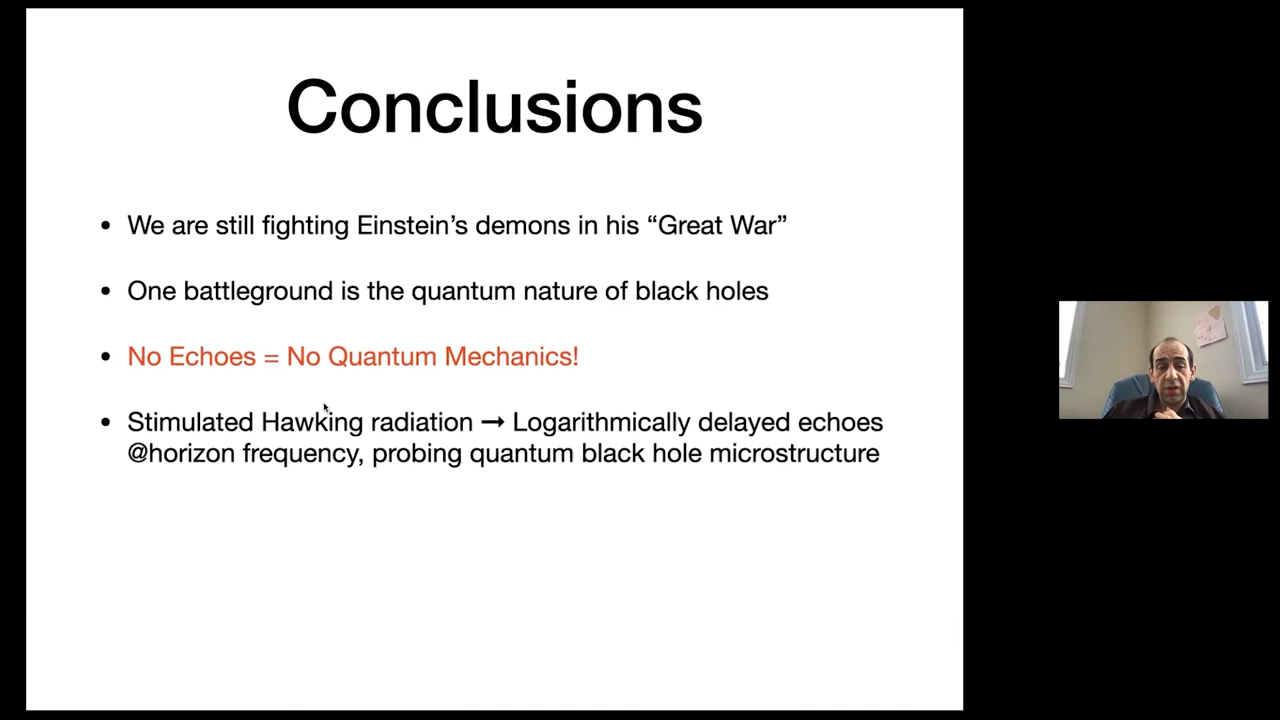 Conclusions
• We are still fighting Einstein’s demons in his “Great War”
• One battleground is the quantum nature of black holes
• No Echoes = No Quantum Mechanics!
• Stimulated Hawking radiation → Logarithmically delayed echoes
@horizon frequency, probing quantum black hole microstructure